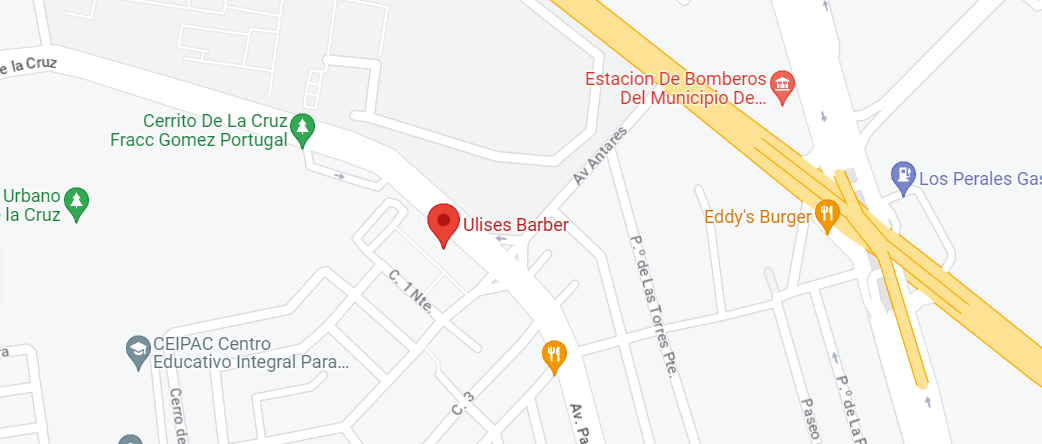 e la Cruz
Estacion De Bomberos
Del Municipio De...
Cerrito De La Cruz
Fracc Gomez Portugal
Av Antares
Los Perales Gas
Urbano
e la Cruz
Ulises Barber
Eddy's Burger
C. 1 Nte.
P.º de Las Torres Pte.
CEIPAC Centro
Educativo Integral Para...
Cerro de
C. 3
Av. Pa
Paseo
P.º de La F